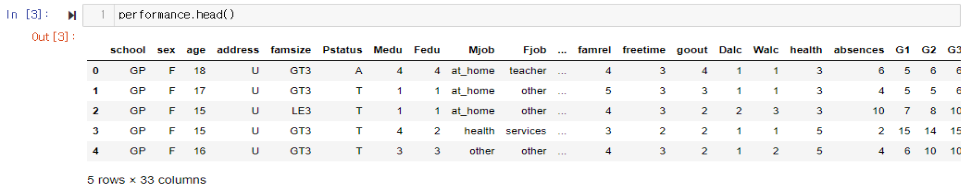 In [3]: 1 performance.head()
Out[3]:
school sex age address famsize Pstatus Medu Fedu Mjob Fjob ... famrel freetime goout Dalc Walc health absences G1 G2 G3
0 GP F 18 U GT3 A 4 4 at_home teacher ... 4 3 4 1 1 3 6 5 6 6
1 GP F 17 U GT3 T 1 1 at_home other ... 5 3 3 1 1 3 4 5 5 6
2 GP F 15 U LE3 T 1 1 at_home other ... 4 3 2 2 3 3 10 7 8 10
3 GP F 15 U GT3 T 4 2 health services ... 3 2 2 1 1 5 2 15 14 15
4 GP F 16 U GT3 T 3 3 other other ... 4 3 2 1 2 5 4 6 10 10
5 rows × 33 columns